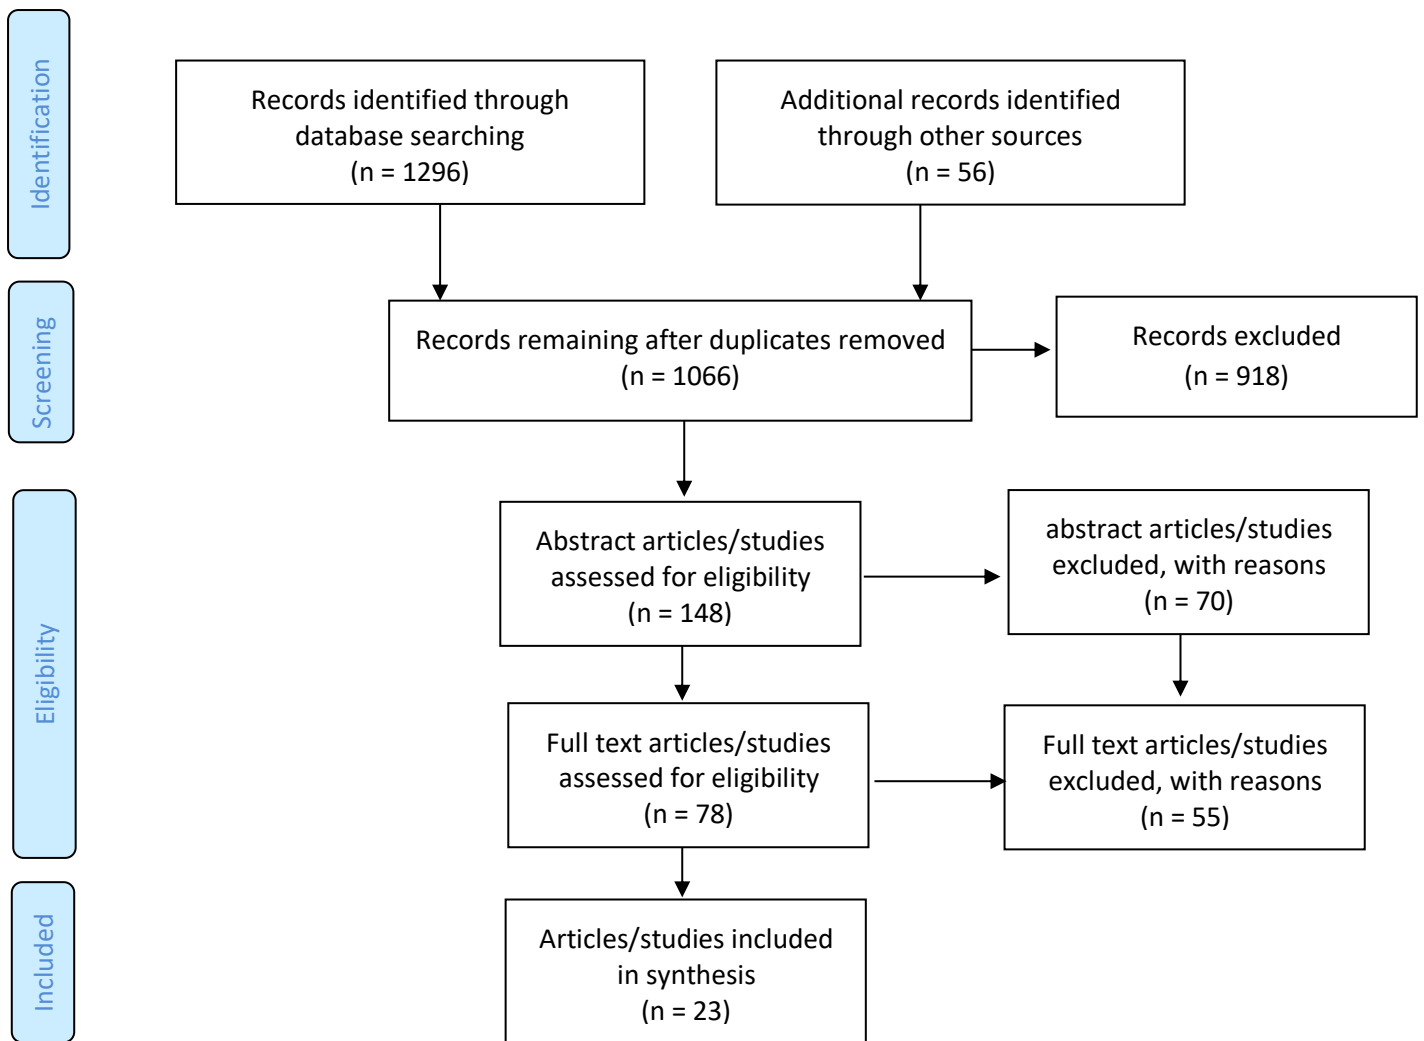 Identification
Records identified through
database searching
(n = 1296)
Additional records identified
through other sources
(n = 56)
Screening
Records remaining after duplicates removed
(n = 1066)
Records excluded
(n = 918)
Eligibility
Abstract articles/studies
assessed for eligibility
(n = 148)
abstract articles/studies
excluded, with reasons
(n = 70)
Full text articles/studies
assessed for eligibility
(n = 78)
Full text articles/studies
excluded, with reasons
(n = 55)
Included
Articles/studies included
in synthesis
(n = 23)